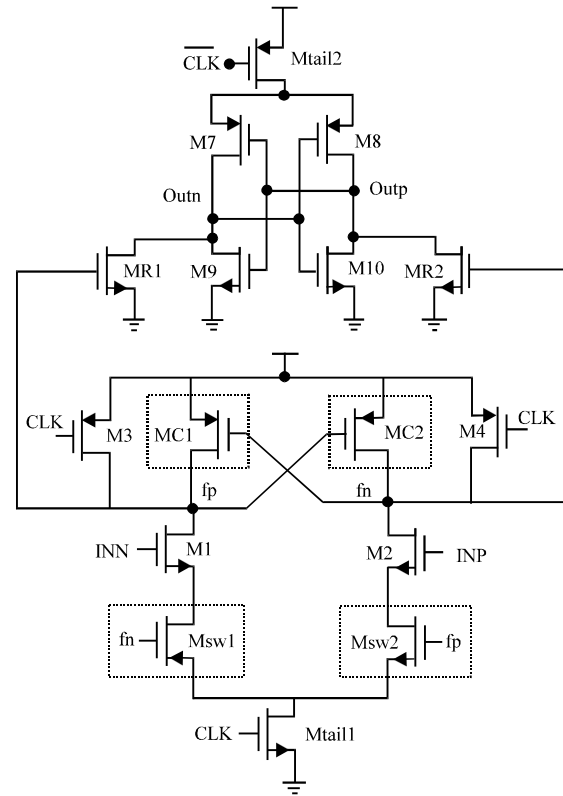 CLK
Mtail2
M7
M8
Outn
Outp
MR1
M9
M10
MR2
CLK
M3
MC1
MC2
M4
CLK
fp
fn
INN
M1
M2
INP
fn
Msw1
Msw2
fp
CLK
Mtail1